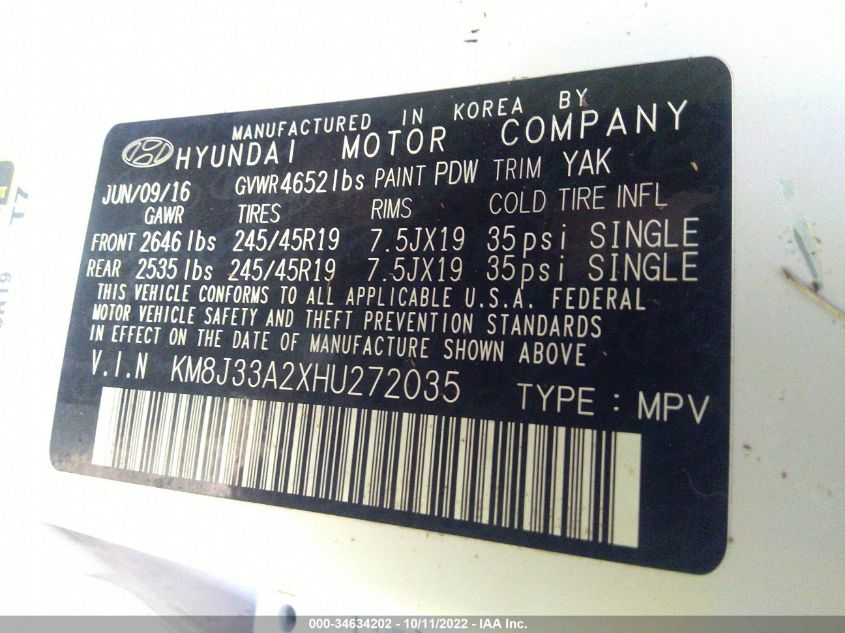 MANUFACTURED IN KOREA BY
HYUNDAI MOTOR COMPANY
JUN/09/16 GVWR 4652 lbs PAINT PDW TRIM YAK
GAWR TIRES RIMS COLD TIRE INFL
FRONT 2646 lbs 245/45R19 7.5JX19 35psi SINGLE
REAR 2535 lbs 245/45R19 7.5JX19 35psi SINGLE
THIS VEHICLE CONFORMS TO ALL APPLICABLE U.S.A. FEDERAL
MOTOR VEHICLE SAFETY AND THEFT PREVENTION STANDARDS
IN EFFECT ON THE DATE OF MANUFACTURE SHOWN ABOVE
V.I.N KM8J33A2XHU272035 TYPE : MPV
000-34634202 - 10/11/2022 - IAA Inc.